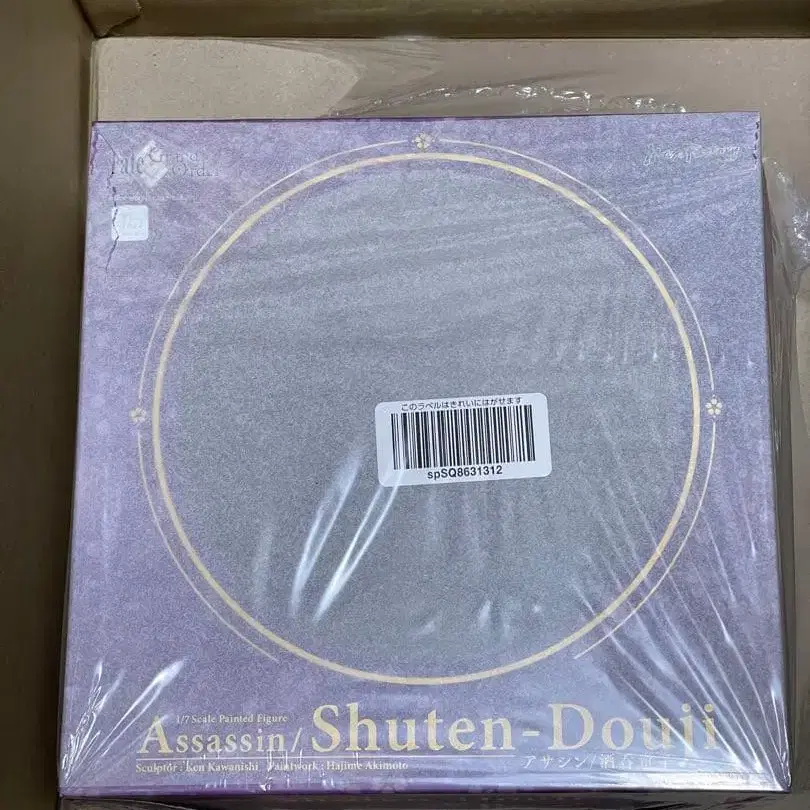 Fate Grand Order
このラベルはきれいにはがせます
spSQ8631312
1/7 Scale Painted Figure
Assassin/Shuten-Douji
アサシン/酒呑童子
Sculptor : Ken Kawanishi, Paintwork : Hajime Akimoto